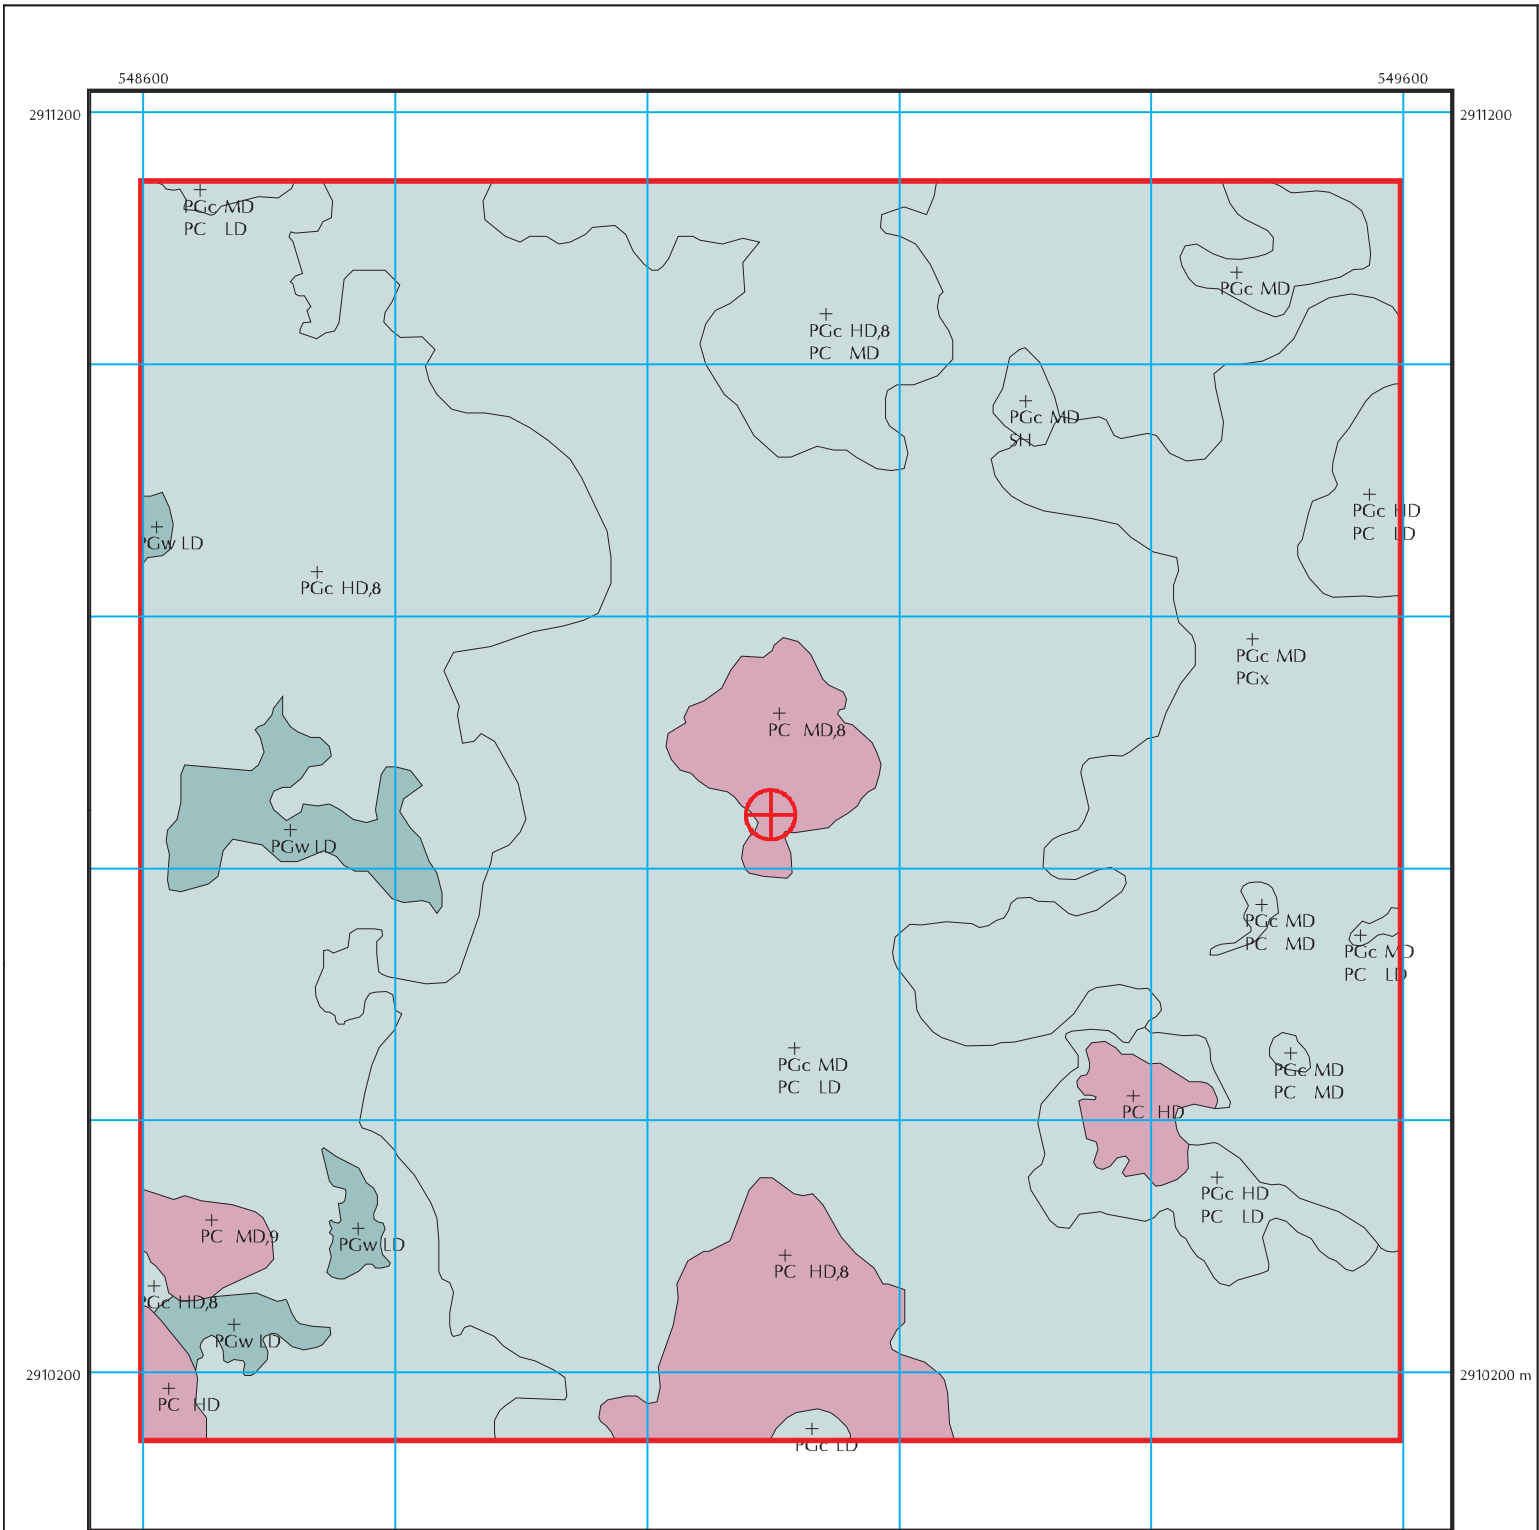 548600
549600
2911200
2911200
PGc MD
PC LD
PGc MD
PGc HD,8
PC MD
PGc MD
SH
PGc HD
PC LD
PGw LD
PGc HD,8
PGc MD
PGx
PC MD,8
PGw LD
PGc MD
PC MD
PGc MD
PC LD
PGc MD
PC LD
PGc MD
PC MD
PC HD
PGc HD
PC LD
PC MD,9
PGw LD
PC HD,8
PGc HD,8
PGw LD
2910200
2910200 m
PC HD
PGc LD